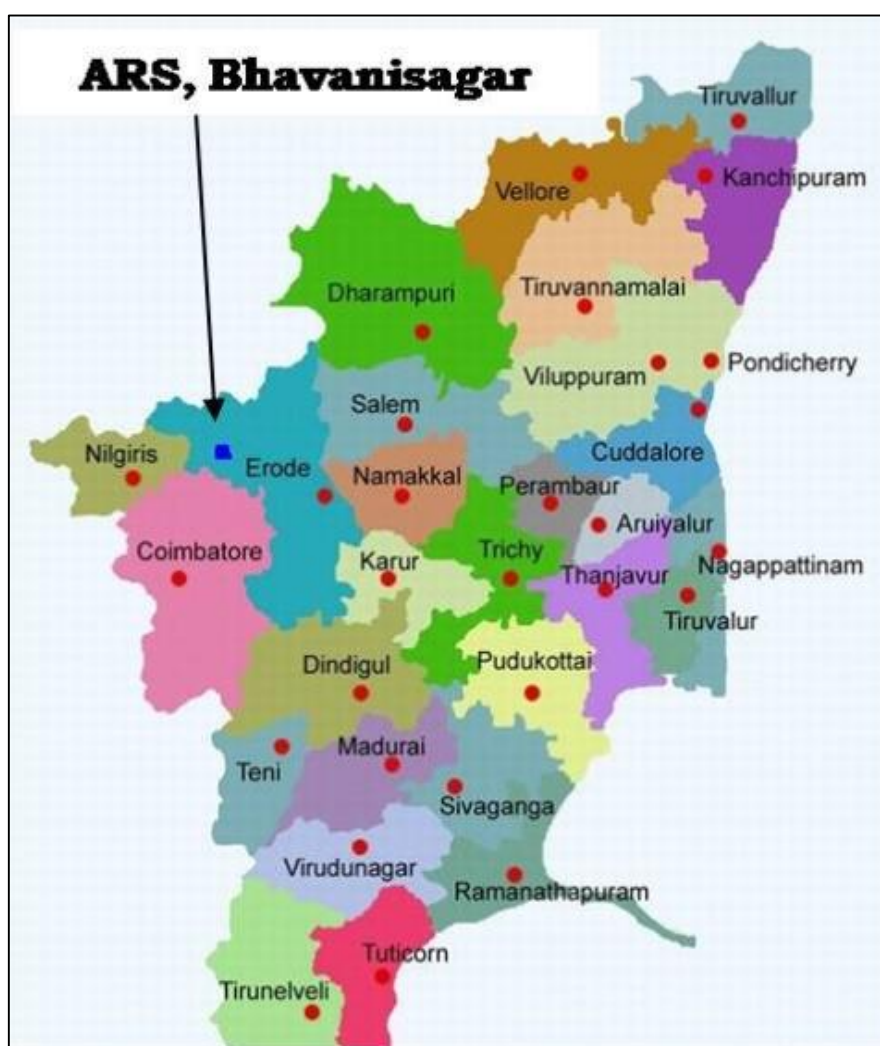 ARS, Bhavanisagar
Tiruvallur
Kanchipuram
Vellore
Tiruvannamalai
Dharampuri
Viluppuram
Pondicherry
Salem
Cuddalore
Nilgiris
Erode
Namakkal
Perambaur
Aruiyalur
Coimbatore
Karur
Trichy
Thanjavur
Nagappattinam
Tiruvalur
Dindigul
Pudukottai
Madurai
Teni
Sivaganga
Virudunagar
Ramanathapuram
Tuticorn
Tirunelveli